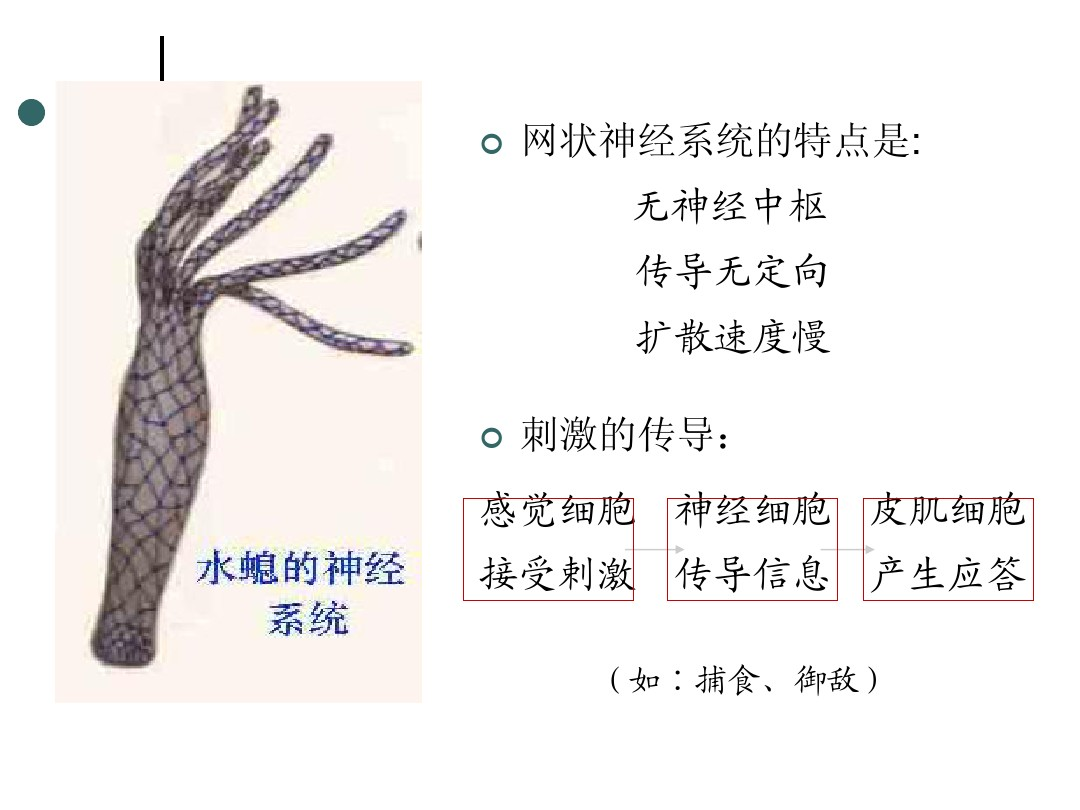 网状神经系统的特点是:
无神经中枢
传导无定向
扩散速度慢
刺激的传导：
感觉细胞 神经细胞 皮肌细胞
接受刺激 传导信息 产生应答
（如：捕食、御敌）
水螅的神经
系统